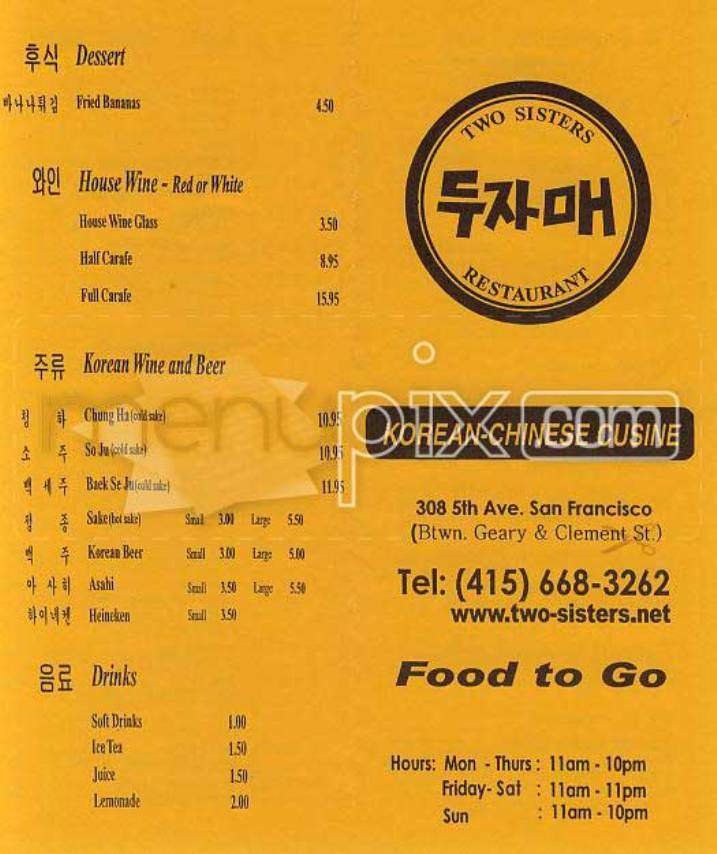 후식 Dessert
바나나튀김 Fried Bananas 4.50
와인 House Wine - Red or White
House Wine Glass 3.50
Half Carafe 8.95
Full Carafe 15.95
주류 Korean Wine and Beer
청 하 Chung Ha (cold sake) 10.95
소 주 So Ju (cold sake) 10.95
백 세 주 Baek Se Ju (cold sake) 11.95
정 종 Sake (hot sake) Small 3.00 Large 5.50
맥 주 Korean Beer Small 3.00 Large 5.00
아 사 히 Asahi Small 3.50 Large 5.50
하이네켄 Heineken Small 3.50
음료 Drinks
Soft Drinks 1.00
Ice Tea 1.50
Juice 1.50
Lemonade 2.00
TWO SISTERS
두자매
RESTAURANT
menupix.com
KOREAN-CHINESE CUSINE
308 5th Ave. San Francisco
(Btwn. Geary & Clement St.)
Tel: (415) 668-3262
www.two-sisters.net
Food to Go
Hours: Mon - Thurs : 11am - 10pm
Friday- Sat : 11am - 11pm
Sun : 11am - 10pm